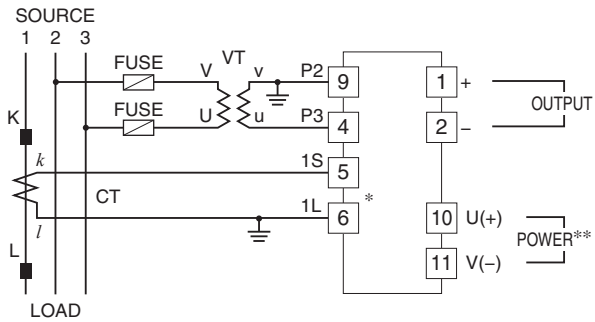 SOURCE
1 2 3
FUSE
VT
V v P2 9 1 +
FUSE
OUTPUT
K U u P3 4 2 −
k 1S 5
CT
*
l 1L 6 10 U(+)
POWER**
L 11 V(−)
LOAD